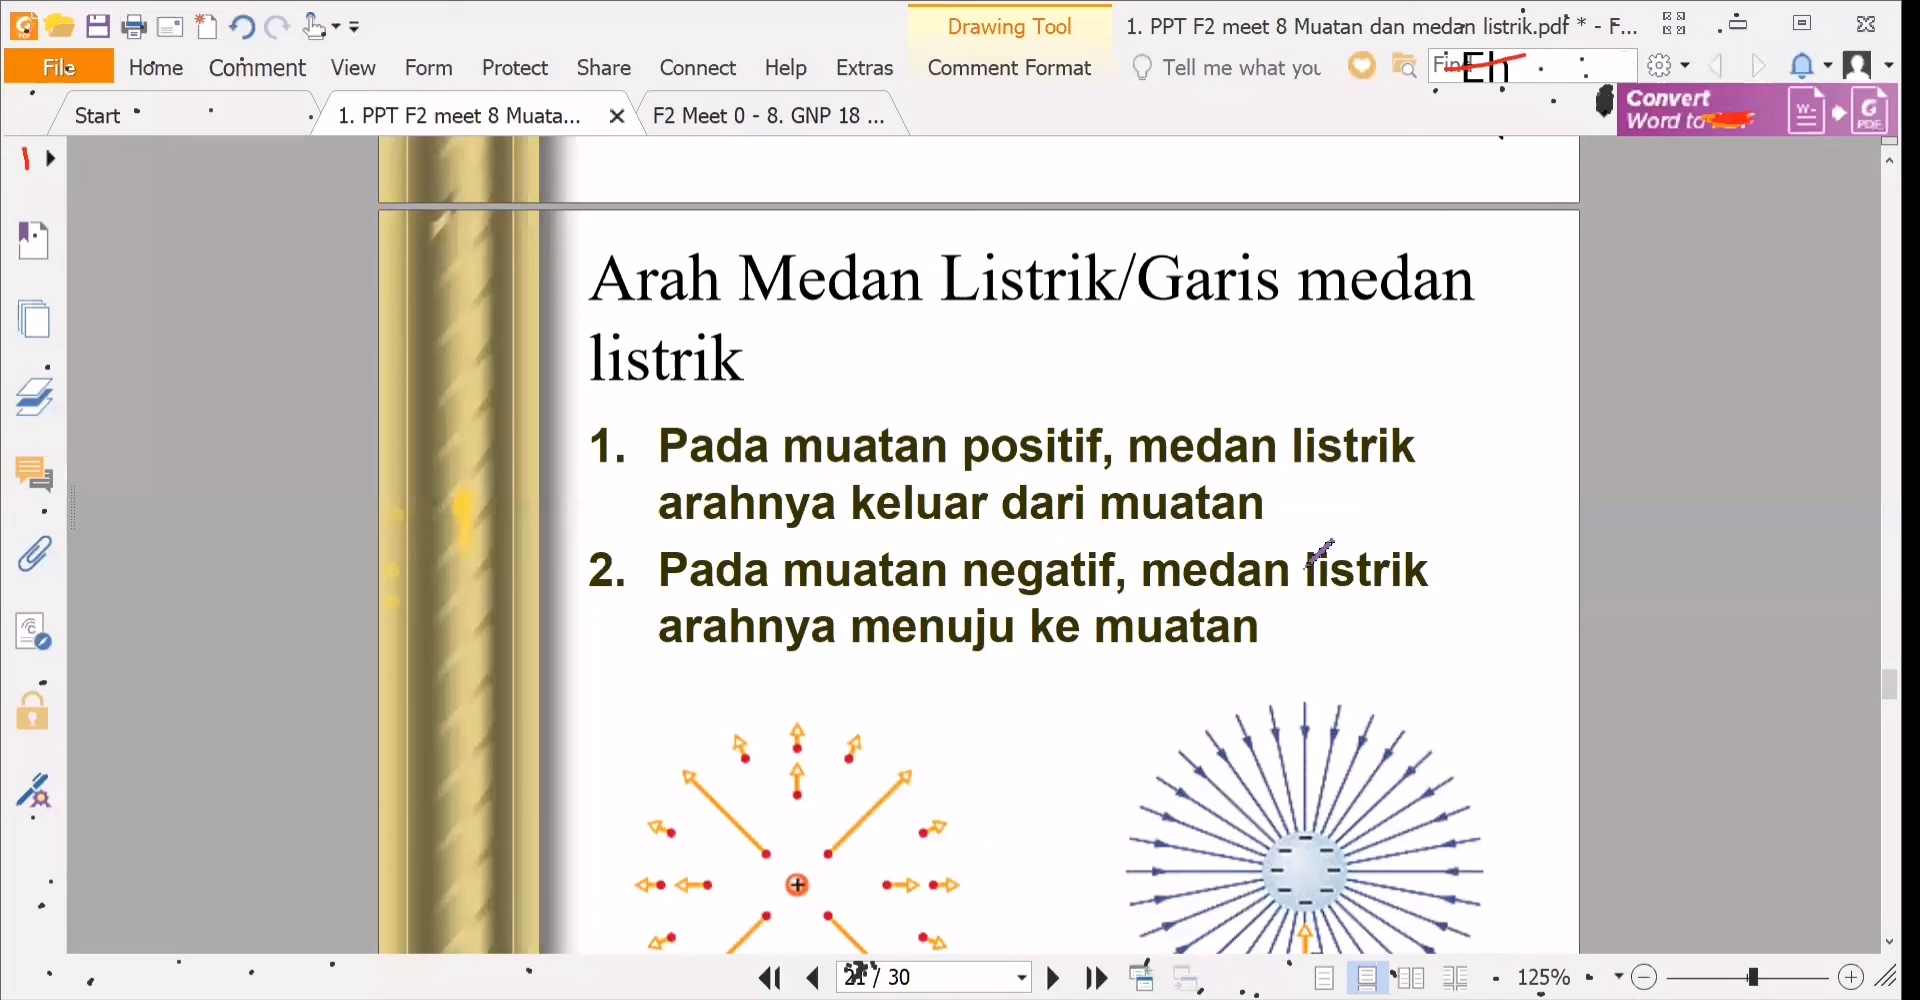 Drawing Tool
1. PPT F2 meet 8 Muatan dan medan listrik.pdf * - F...
File Home Comment View Form Protect Share Connect Help Extras Comment Format Tell me what you Eh
Start 1. PPT F2 meet 8 Muata... F2 Meet 0 - 8. GNP 18 ...
Convert
Word to
W
PDF
Arah Medan Listrik/Garis medan
listrik
1. Pada muatan positif, medan listrik
arahnya keluar dari muatan
2. Pada muatan negatif, medan listrik
arahnya menuju ke muatan
21 / 30
125%